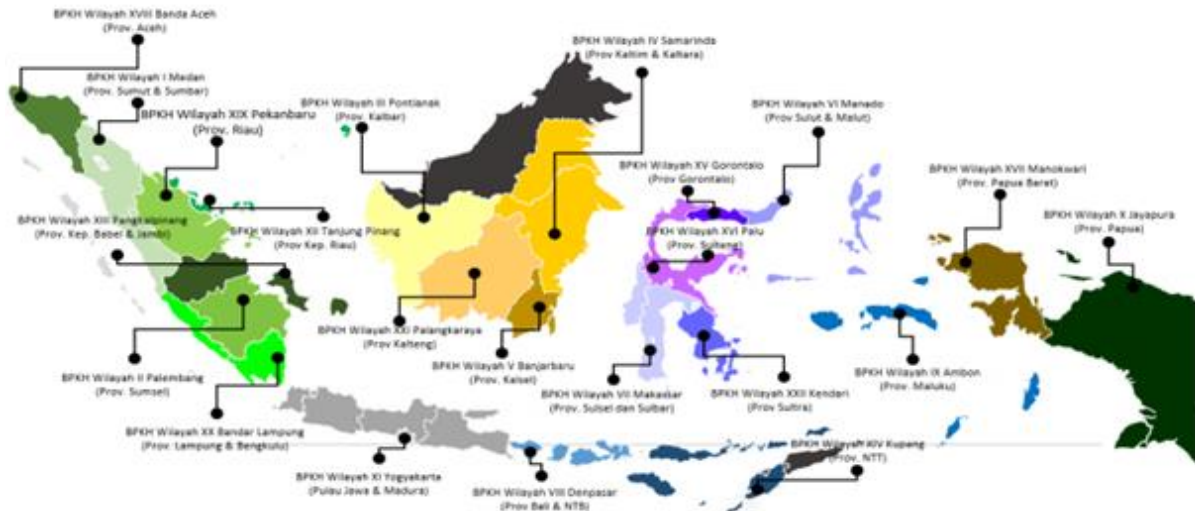 BPKH Wilayah XVIII Banda Aceh
(Prov. Aceh)
BPKH Wilayah I Medan
(Prov. Sumut & Sumbar)
BPKH Wilayah XIX Pekanbaru
(Prov. Riau)
BPKH Wilayah III Pontianak
(Prov. Kalbar)
BPKH Wilayah IV Samarinda
(Prov Kaltim & Kaltara)
BPKH Wilayah VI Manado
(Prov Sulut & Malut)
BPKH Wilayah XV Gorontalo
(Prov Gorontalo)
BPKH Wilayah XVII Manokwari
(Prov. Papua Barat)
BPKH Wilayah X Jayapura
(Prov. Papua)
BPKH Wilayah XIII Pangkalpinang
(Prov. Kep. Babel & Jambi)
BPKH Wilayah XII Tanjung Pinang
(Prov Kep. Riau)
BPKH Wilayah XVI Palu
(Prov. Sulteng)
BPKH Wilayah XXI Palangkaraya
(Prov Kalteng)
BPKH Wilayah V Banjarbaru
(Prov. Kalsel)
BPKH Wilayah II Palembang
(Prov. Sumsel)
BPKH Wilayah VII Makassar
(Prov. Sulsel dan Sulbar)
BPKH Wilayah XXII Kendari
(Prov Sultra)
BPKH Wilayah IX Ambon
(Prov. Maluku)
BPKH Wilayah XX Bandar Lampung
(Prov. Lampung & Bengkulu)
BPKH Wilayah XI Yogyakarta
(Pulau Jawa & Madura)
BPKH Wilayah VIII Denpasar
(Prov Bali & NTB)
BPKH Wilayah XIV Kupang
(Prov. NTT)